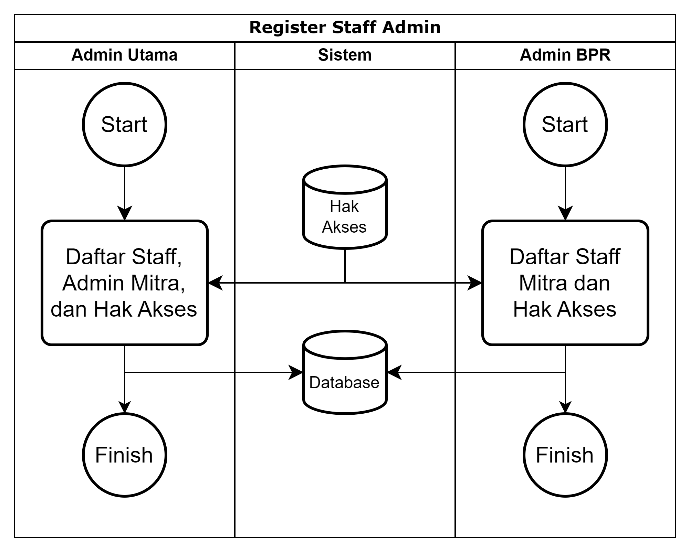 Register Staff Admin
Admin Utama
Sistem
Admin BPR
Start
Start
Hak
Akses
Daftar Staff,
Admin Mitra,
dan Hak Akses
Daftar Staff
Mitra dan
Hak Akses
Database
Finish
Finish